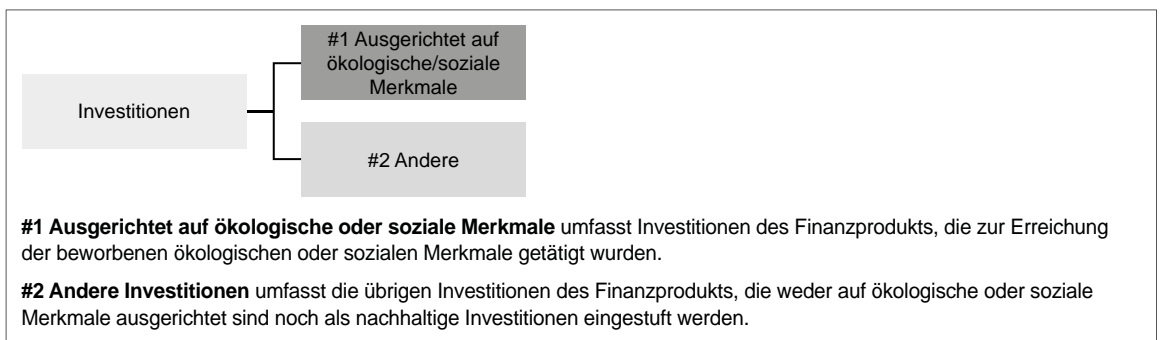 #1 Ausgerichtet auf
ökologische/soziale
Merkmale
Investitionen
#2 Andere
#1 Ausgerichtet auf ökologische oder soziale Merkmale umfasst Investitionen des Finanzprodukts, die zur Erreichung
der beworbenen ökologischen oder sozialen Merkmale getätigt wurden.
#2 Andere Investitionen umfasst die übrigen Investitionen des Finanzprodukts, die weder auf ökologische oder soziale
Merkmale ausgerichtet sind noch als nachhaltige Investitionen eingestuft werden.